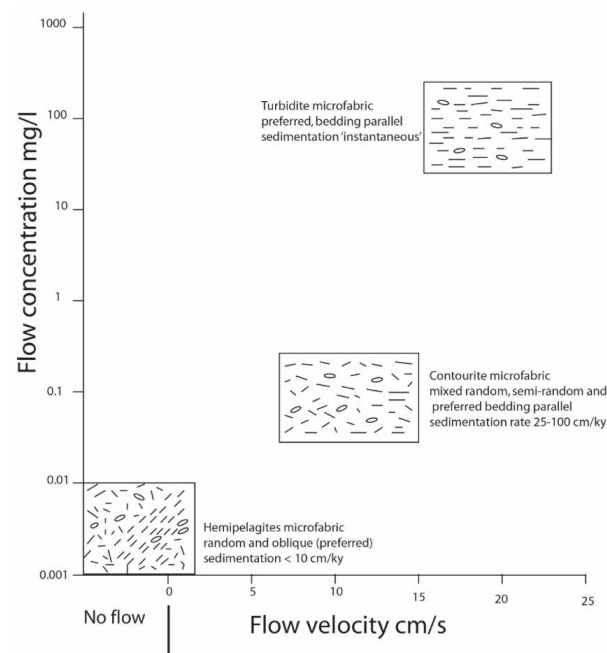 1000
Turbidite microfabric
preferred, bedding parallel
sedimentation 'instantaneous'
100
10
1
Flow concentration mg/l
Contourite microfabric
mixed random, semi-random and
preferred bedding parallel
sedimentation rate 25-100 cm/ky
0.1
0.01
Hemipelagites microfabric
random and oblique (preferred)
sedimentation < 10 cm/ky
0.001
0 5 10 15 20 25
No flow
Flow velocity cm/s